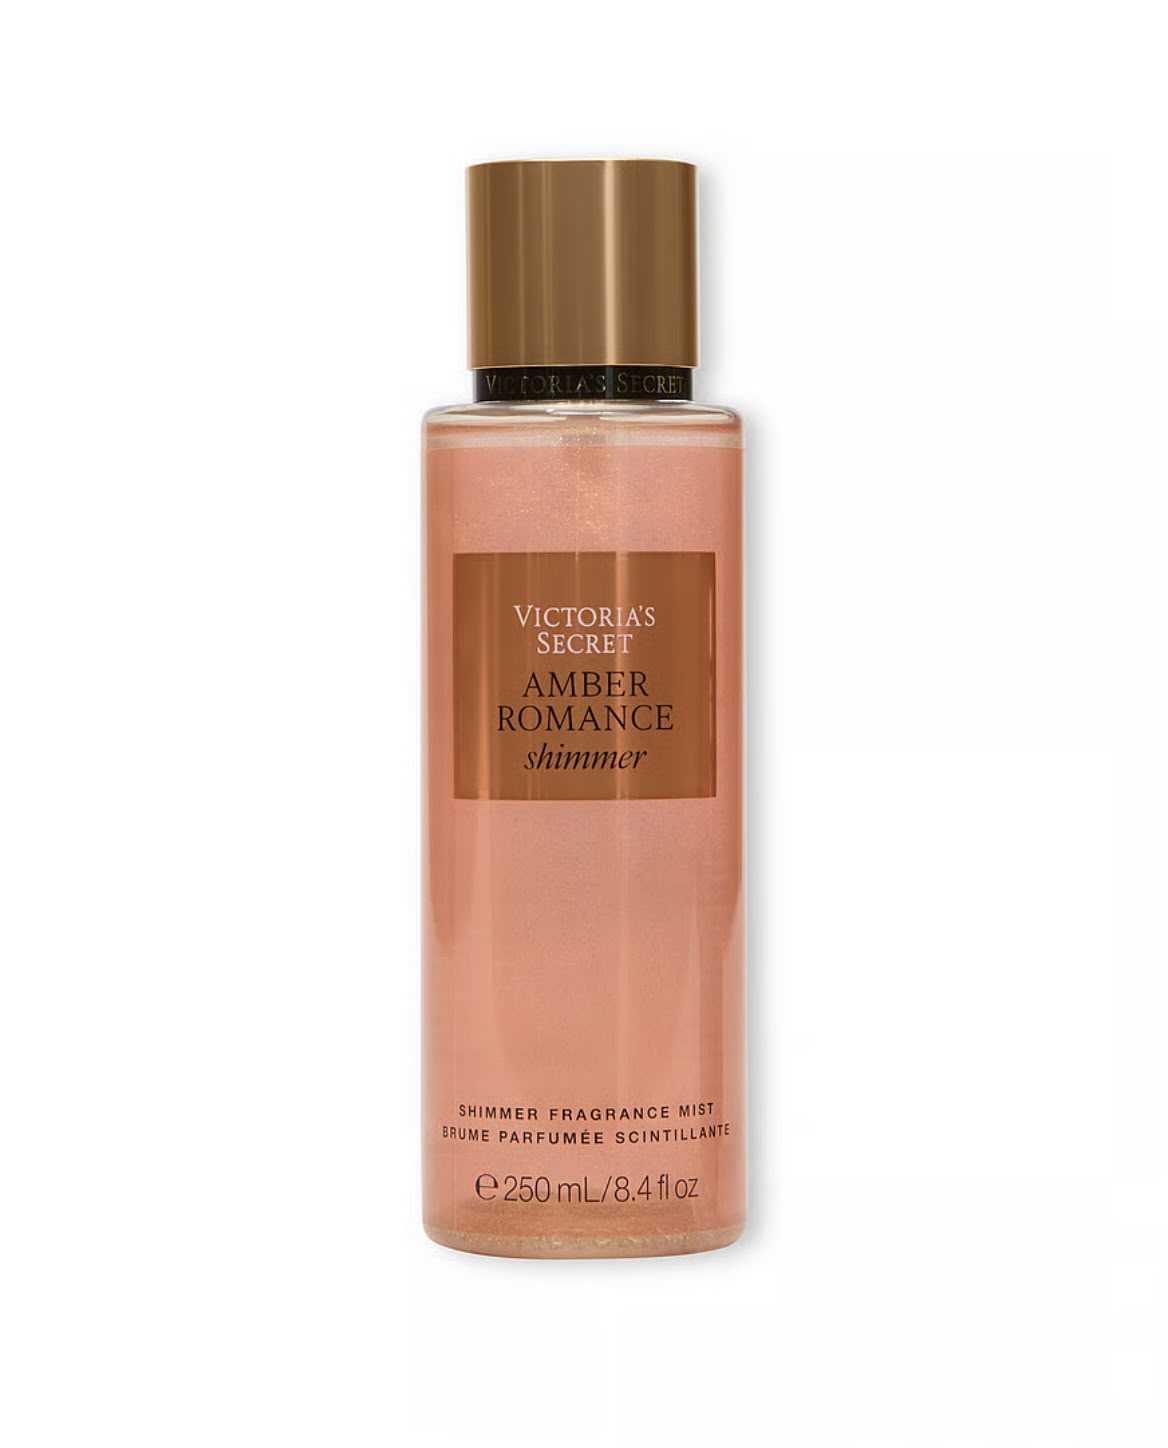 VICTORIA'S SECRET
VICTORIA'S
SECRET
AMBER
ROMANCE
shimmer
SHIMMER FRAGRANCE MIST
BRUME PARFUMÉE SCINTILLANTE
℮ 250 mL/8.4 fl oz